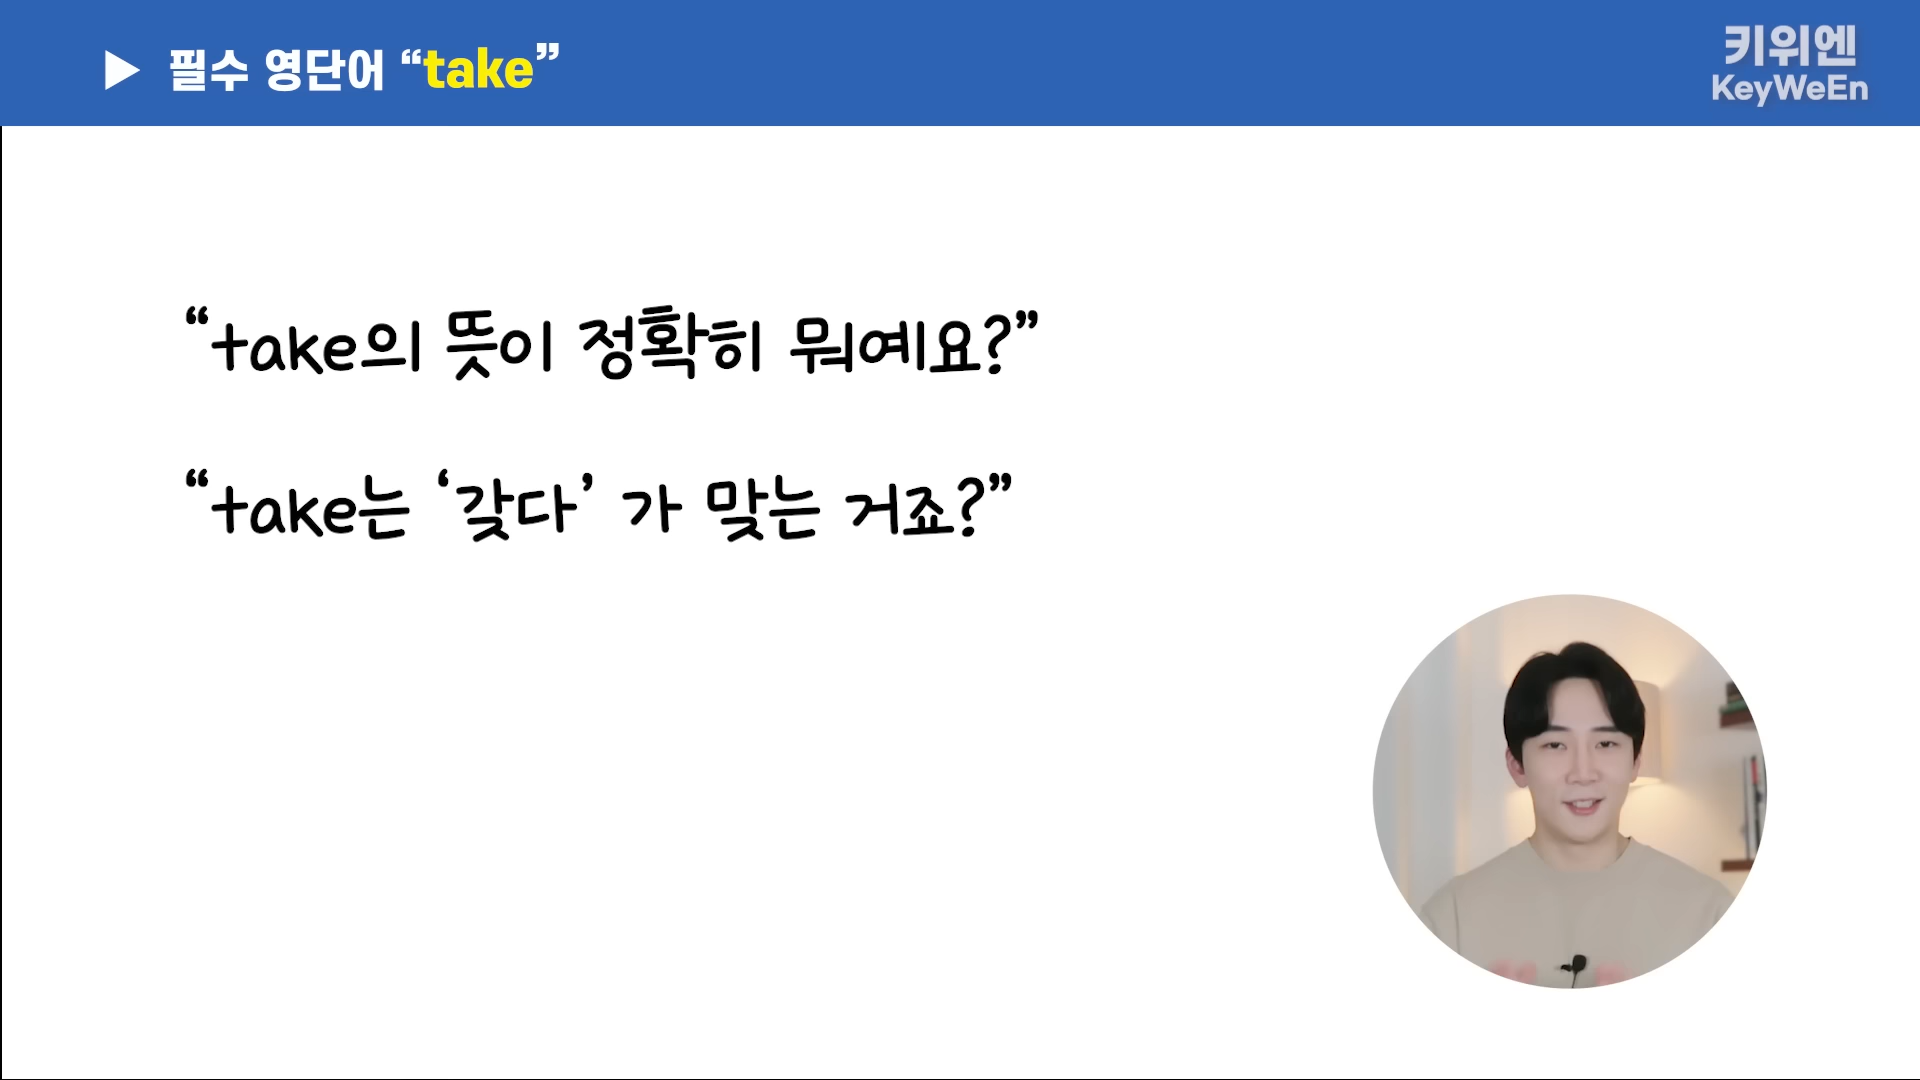 ▶ 필수 영단어 “take”
키위엔
KeyWeEn
“take의 뜻이 정확히 뭐예요?”
“take는 ‘갖다’ 가 맞는 거죠?”